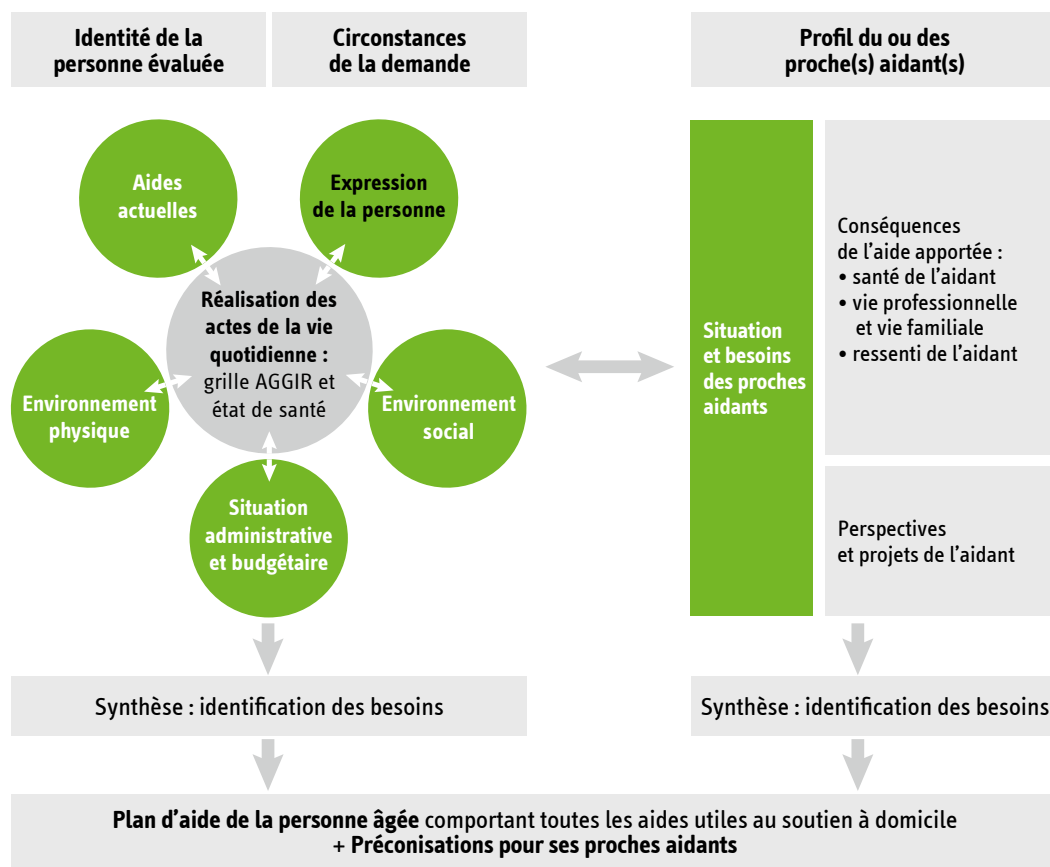 Identité de la
personne évaluée
Circonstances
de la demande
Profil du ou des
proche(s) aidant(s)
Aides
actuelles
Expression
de la personne
Réalisation des
actes de la vie
quotidienne :
grille AGGIR et
état de santé
Environnement
physique
Environnement
social
Situation
administrative
et budgétaire
Situation
et besoins
des proches
aidants
Conséquences
de l’aide apportée :
• santé de l’aidant
• vie professionnelle
et vie familiale
• ressenti de l’aidant
Perspectives
et projets de l’aidant
Synthèse : identification des besoins
Synthèse : identification des besoins
Plan d’aide de la personne âgée comportant toutes les aides utiles au soutien à domicile
+ Préconisations pour ses proches aidants